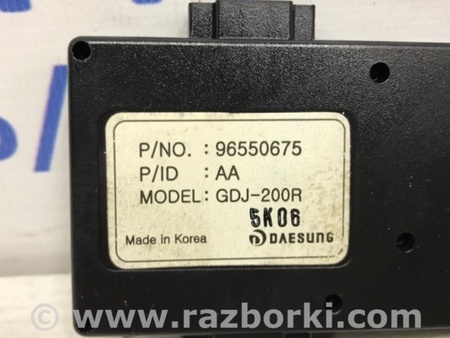 P/NO. : 96550675
P/ID : AA
MODEL: GDJ-200R
5K06
Made in Korea DAESUNG
© www.razborki.com